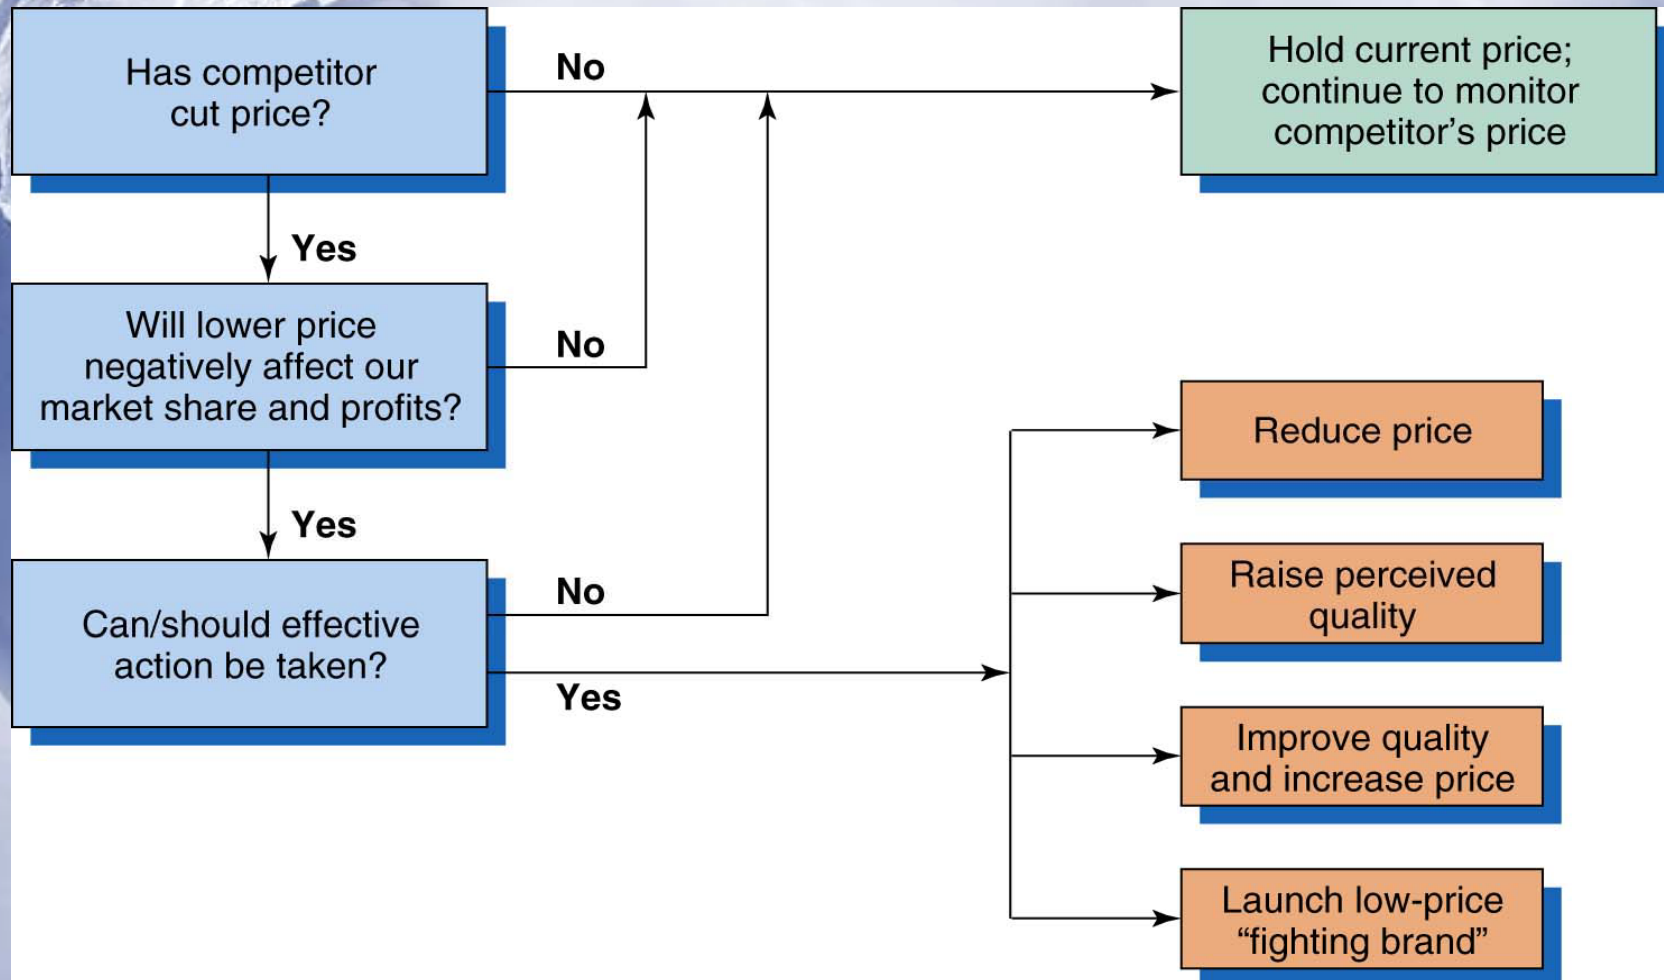 Has competitor
cut price?
No
Hold current price;
continue to monitor
competitor’s price
Yes
Will lower price
negatively affect our
market share and profits?
No
Yes
Can/should effective
action be taken?
No
Yes
Reduce price
Raise perceived
quality
Improve quality
and increase price
Launch low-price
“fighting brand”